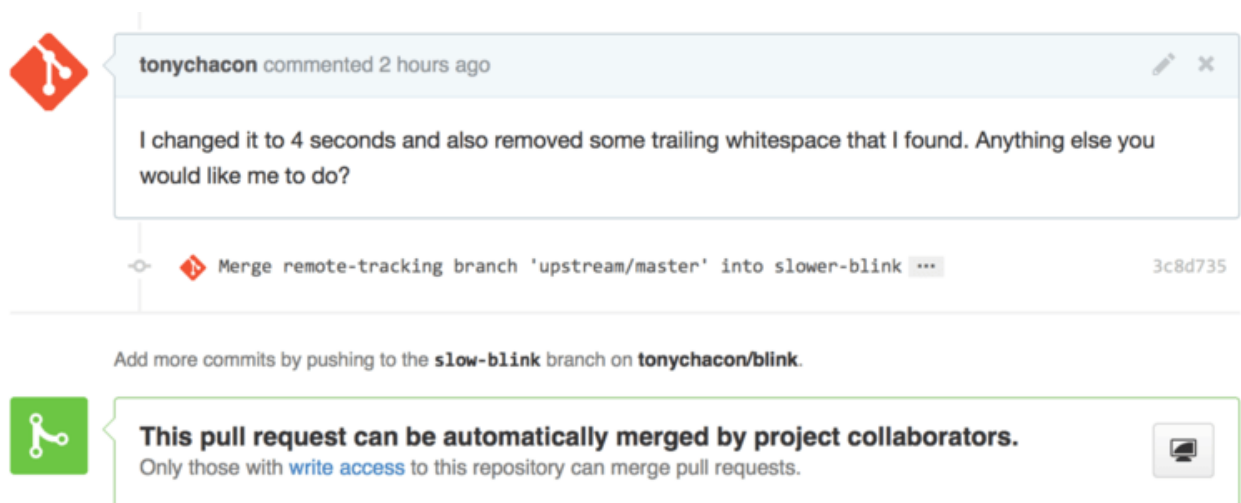 tonychacon commented 2 hours ago
I changed it to 4 seconds and also removed some trailing whitespace that I found. Anything else you
would like me to do?
Merge remote-tracking branch 'upstream/master' into slower-blink ... 3c8d735
Add more commits by pushing to the slow-blink branch on tonychacon/blink.
This pull request can be automatically merged by project collaborators.
Only those with write access to this repository can merge pull requests.